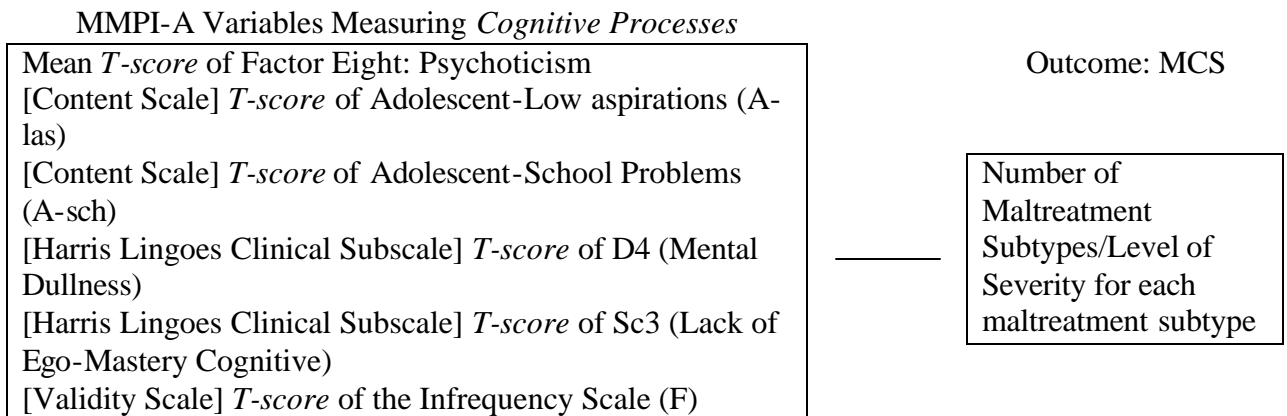 MMPI-A Variables Measuring Cognitive Processes
Mean T-score of Factor Eight: Psychoticism
[Content Scale] T-score of Adolescent-Low aspirations (A-
las)
[Content Scale] T-score of Adolescent-School Problems
(A-sch)
[Harris Lingoes Clinical Subscale] T-score of D4 (Mental
Dullness)
[Harris Lingoes Clinical Subscale] T-score of Sc3 (Lack of
Ego-Mastery Cognitive)
[Validity Scale] T-score of the Infrequency Scale (F)
Outcome: MCS
Number of
Maltreatment
Subtypes/Level of
Severity for each
maltreatment subtype